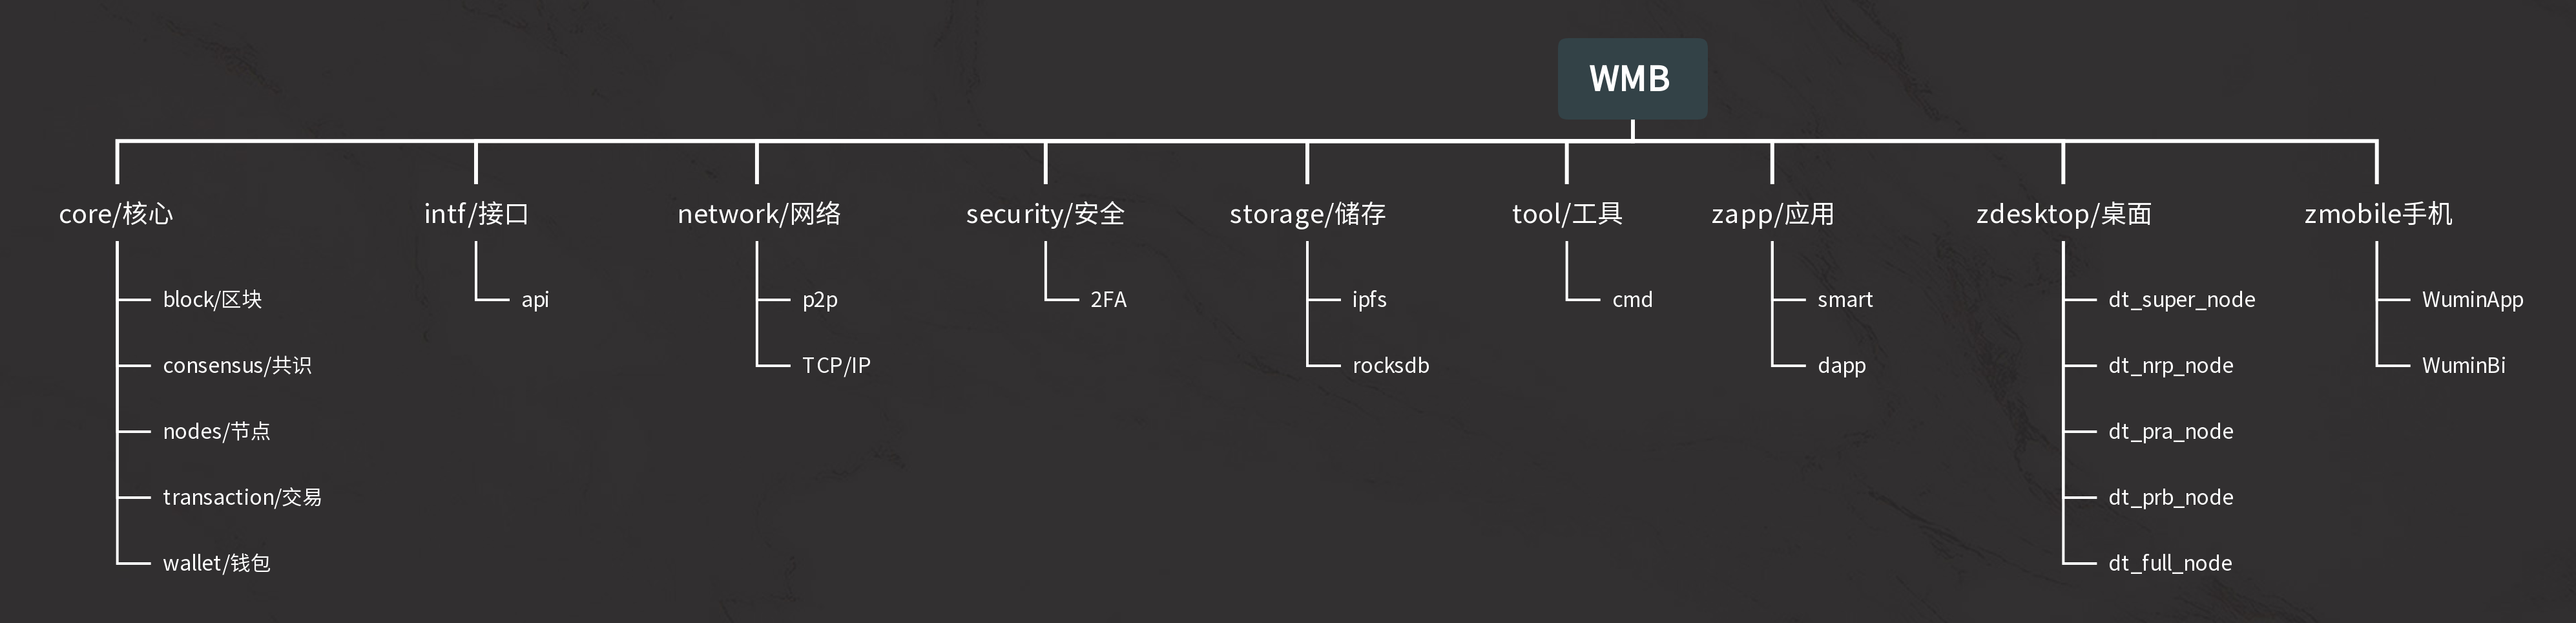 WMB
core/核心
block/区块
consensus/共识
nodes/节点
transaction/交易
wallet/钱包
intf/接口
api
network/网络
p2p
TCP/IP
security/安全
2FA
storage/储存
ipfs
rocksdb
tool/工具
cmd
zapp/应用
smart
dapp
zdesktop/桌面
dt_super_node
dt_nrp_node
dt_pra_node
dt_prb_node
dt_full_node
zmobile手机
WuminApp
WuminBi